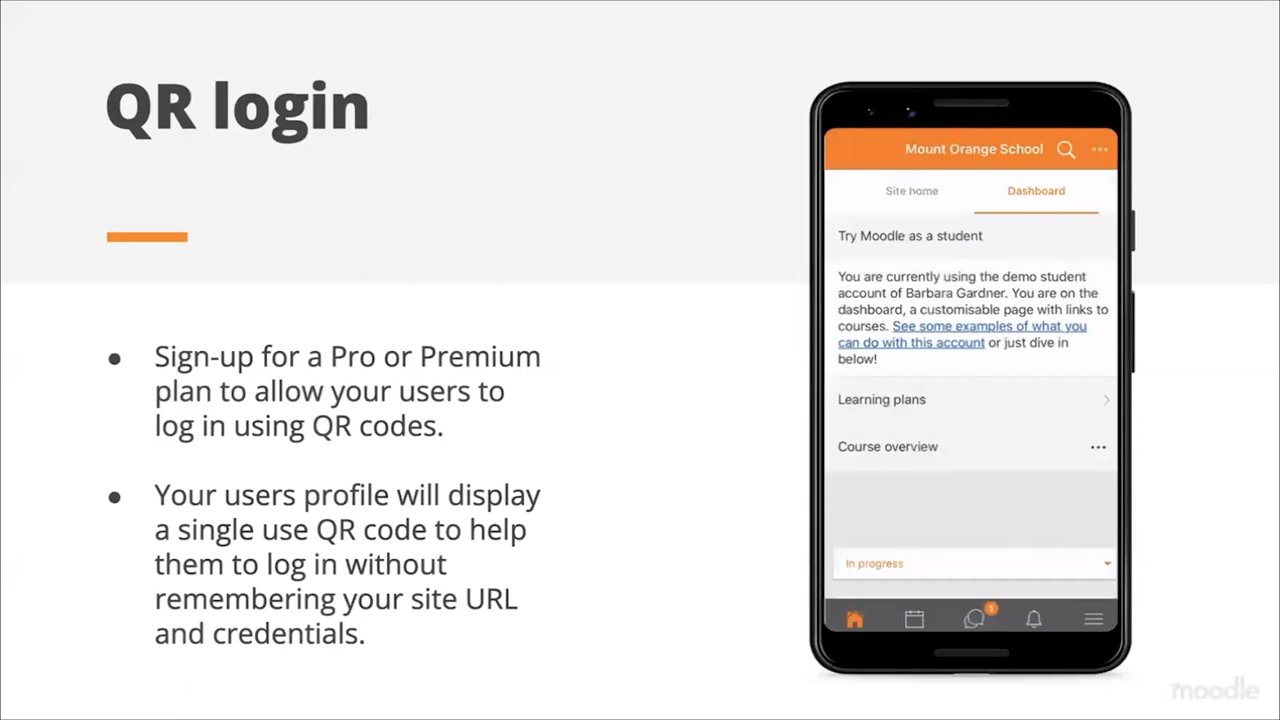 QR login
Sign-up for a Pro or Premium
plan to allow your users to
log in using QR codes.
Your users profile will display
a single use QR code to help
them to log in without
remembering your site URL
and credentials.
Mount Orange School
Site home
Dashboard
Try Moodle as a student
You are currently using the demo student
account of Barbara Gardner. You are on the
dashboard, a customisable page with links to
courses. See some examples of what you
can do with this account or just dive in
below!
Learning plans
Course overview
In progress
moodle